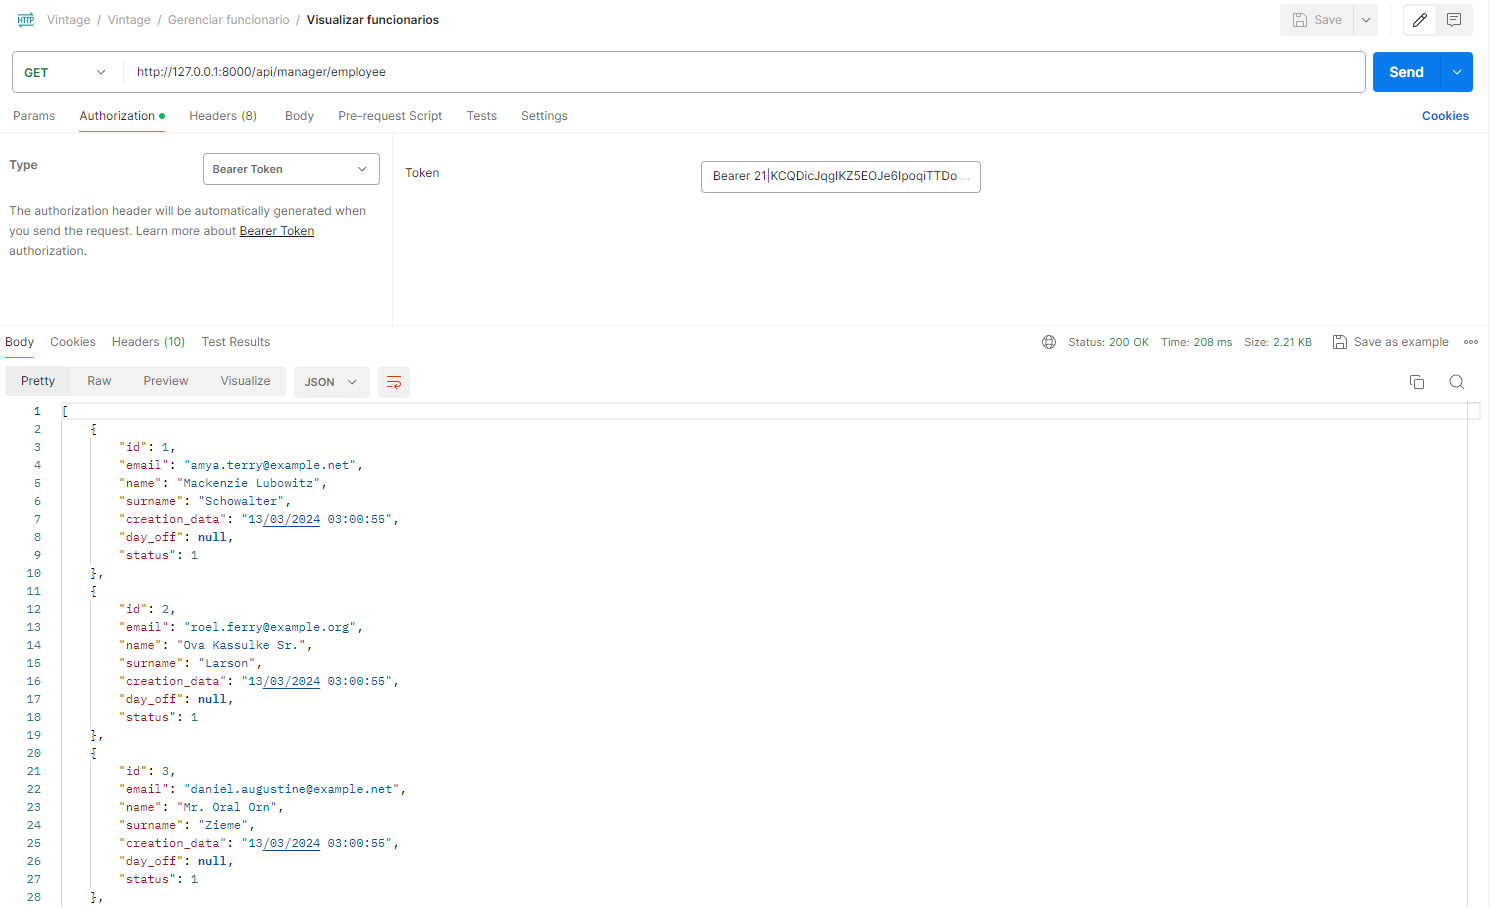 HTTP Vintage / Vintage / Gerenciar funcionario / Visualizar funcionarios Save
GET http://127.0.0.1:8000/api/manager/employee Send
Params Authorization Headers (8) Body Pre-request Script Tests Settings Cookies
Type Bearer Token Token Bearer 21|KCQDicJqglKZ5EOJe6IpoqiTTDo ...
The authorization header will be automatically generated when
you send the request. Learn more about Bearer Token
authorization.
Body Cookies Headers (10) Test Results Status: 200 OK Time: 208 ms Size: 2.21 KB Save as example
Pretty Raw Preview Visualize JSON
1 [
2 {
3 "id": 1,
4 "email": "amya.terry@example.net",
5 "name": "Mackenzie Lubowitz",
6 "surname": "Schowalter",
7 "creation_data": "13/03/2024 03:00:55",
8 "day_off": null,
9 "status": 1
10 },
11 {
12 "id": 2,
13 "email": "roel.ferry@example.org",
14 "name": "Ova Kassulke Sr.",
15 "surname": "Larson",
16 "creation_data": "13/03/2024 03:00:55",
17 "day_off": null,
18 "status": 1
19 },
20 {
21 "id": 3,
22 "email": "daniel.augustine@example.net",
23 "name": "Mr. Oral Orn",
24 "surname": "Zieme",
25 "creation_data": "13/03/2024 03:00:55",
26 "day_off": null,
27 "status": 1
28 },